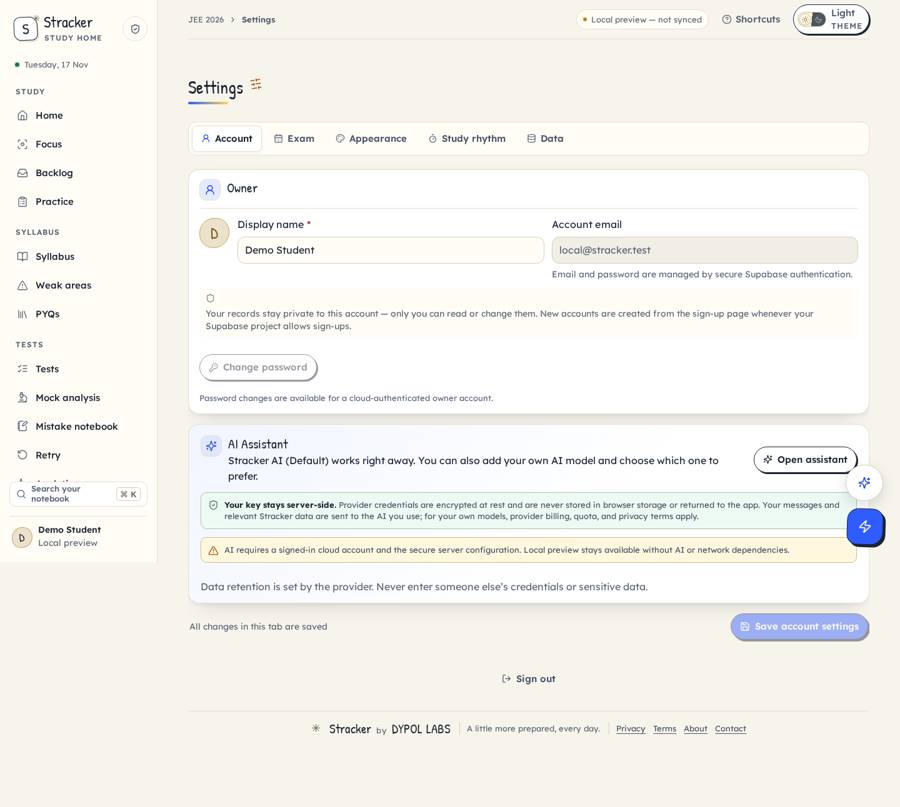 S
Stracker
STUDY HOME
Tuesday, 17 Nov
STUDY
Home
Focus
Backlog
Practice
SYLLABUS
Syllabus
Weak areas
PYQs
TESTS
Tests
Mock analysis
Mistake notebook
Retry
Search your
notebook
⌘ K
D
Demo Student
Local preview
JEE 2026 > Settings
Local preview — not synced
Shortcuts
Light
THEME
Settings
Account
Exam
Appearance
Study rhythm
Data
Owner
D
Display name *
Demo Student
Account email
local@stracker.test
Email and password are managed by secure Supabase authentication.
Your records stay private to this account — only you can read or change them. New accounts are created from the sign-up page whenever your
Supabase project allows sign-ups.
Change password
Password changes are available for a cloud-authenticated owner account.
AI Assistant
Stracker AI (Default) works right away. You can also add your own AI model and choose which one to
prefer.
Open assistant
Your key stays server-side. Provider credentials are encrypted at rest and are never stored in browser storage or returned to the app. Your messages and
relevant Stracker data are sent to the AI you use; for your own models, provider billing, quota, and privacy terms apply.
AI requires a signed-in cloud account and the secure server configuration. Local preview stays available without AI or network dependencies.
Data retention is set by the provider. Never enter someone else's credentials or sensitive data.
All changes in this tab are saved
Save account settings
Sign out
Stracker by DYPOL LABS
A little more prepared, every day.
Privacy
Terms
About
Contact